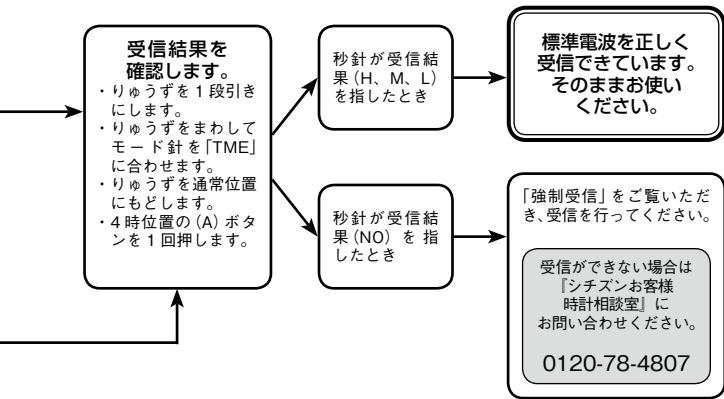 受信結果を
確認します。
・りゅうずを1段引き
にします。
・りゅうずをまわして
モード針を「TME」
に合わせます。
・りゅうずを通常位置
にもどします。
・4時位置の(A)ボタ
ンを1回押します。
秒針が受信結
果(H、M、L)
を指したとき
標準電波を正しく
受信できています。
そのままお使い
ください。
秒針が受信結
果(NO)を指
したとき
「強制受信」をご覧いただ
き、受信を行ってください。
受信ができない場合は
『シチズンお客様
時計相談室』に
お問い合わせください。
0120-78-4807